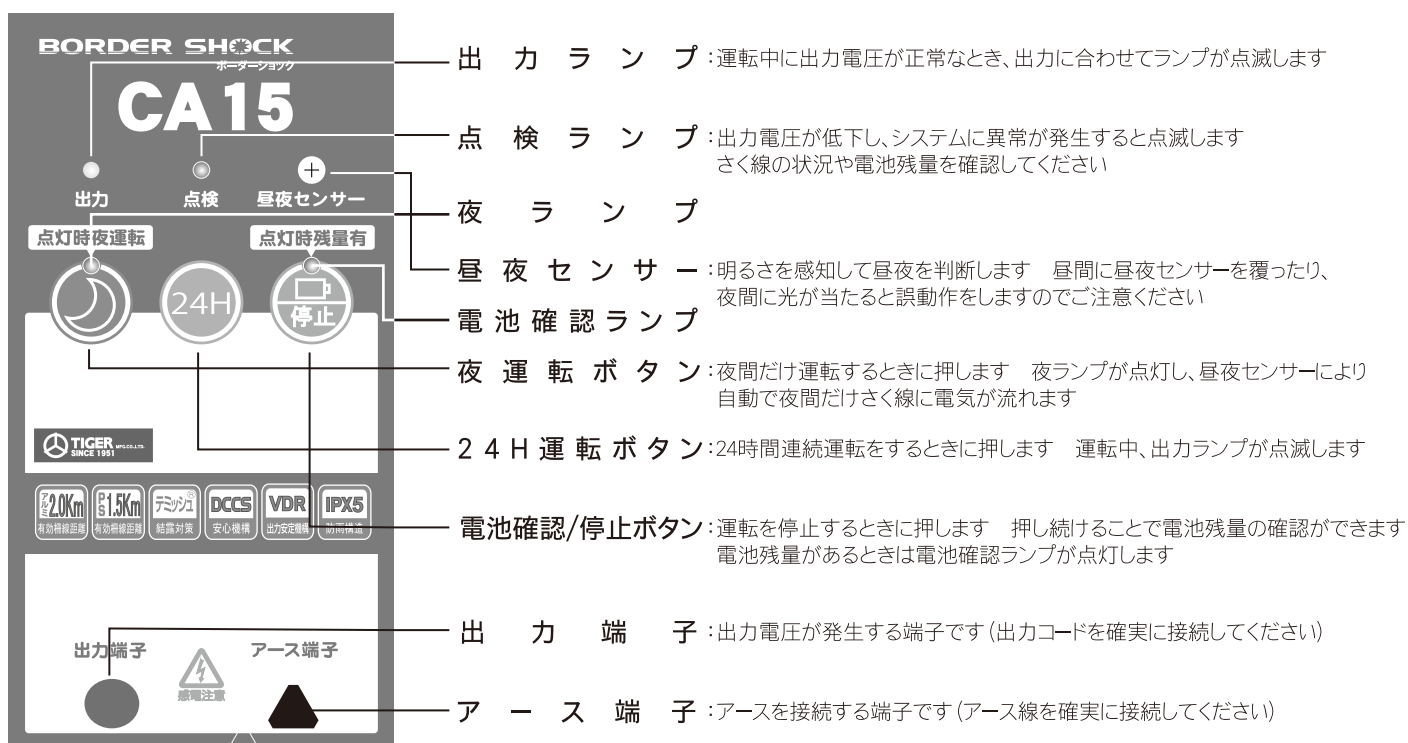 BORDER SHOCK
ボーダーショック
CA15
出力
点検
昼夜センサー
点灯時夜運転
点灯時残量有
24H
停止
TIGER MFG.CO.,LTD.
SINCE 1951
アルミ2.0Km
有効柵線距離
PS1.5Km
有効柵線距離
テミッシュ®
結露対策
DCCS
安心機構
VDR
出力安定機構
IPX5
防雨構造
出力端子
感電注意
アース端子
出力ランプ:運転中に出力電圧が正常なとき、出力に合わせてランプが点滅します
点検ランプ:出力電圧が低下し、システムに異常が発生すると点滅します
さく線の状況や電池残量を確認してください
夜ランプ
昼夜センサー:明るさを感知して昼夜を判断します　昼間に昼夜センサーを覆ったり、
夜間に光が当たると誤動作をしますのでご注意ください
電池確認ランプ
夜運転ボタン:夜間だけ運転するときに押します　夜ランプが点灯し、昼夜センサーにより
自動で夜間だけさく線に電気が流れます
24H運転ボタン:24時間連続運転をするときに押します　運転中、出力ランプが点滅します
電池確認/停止ボタン:運転を停止するときに押します　押し続けることで電池残量の確認ができます
電池残量があるときは電池確認ランプが点灯します
出力端子:出力電圧が発生する端子です(出力コードを確実に接続してください)
アース端子:アースを接続する端子です(アース線を確実に接続してください)